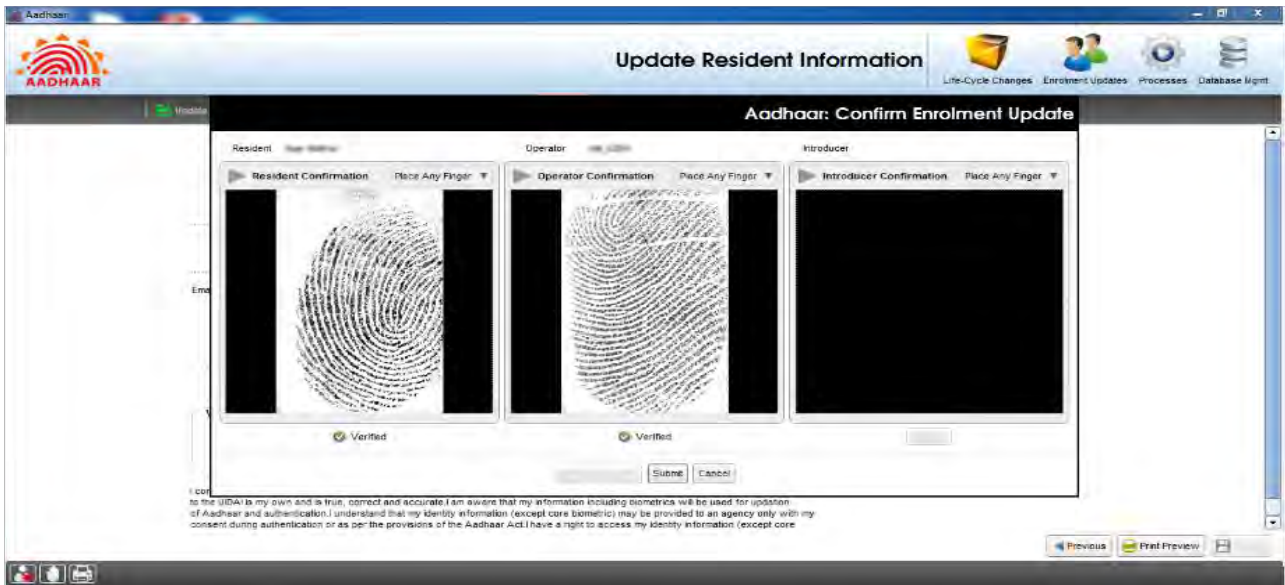 Aadhaar
AADHAAR
Update Resident Information
Life-Cycle Changes Enrolment Updates Processes Database Mgmt
Update
Aadhaar: Confirm Enrolment Update
Resident Operator Introducer
Resident Confirmation Place Any Finger Operator Confirmation Place Any Finger Introducer Confirmation Place Any Finger
Ema
Verified Verified
Submit Cancel
I con
to the UIDAI is my own and is true, correct and accurate.I am aware that my information including biometrics will be used for updation
of Aadhaar and authentication.I understand that my identity information (except core biometric) may be provided to an agency only with my
consent during authentication or as per the provisions of the Aadhaar Act.I have a right to access my identity information (except core
Previous Print Preview